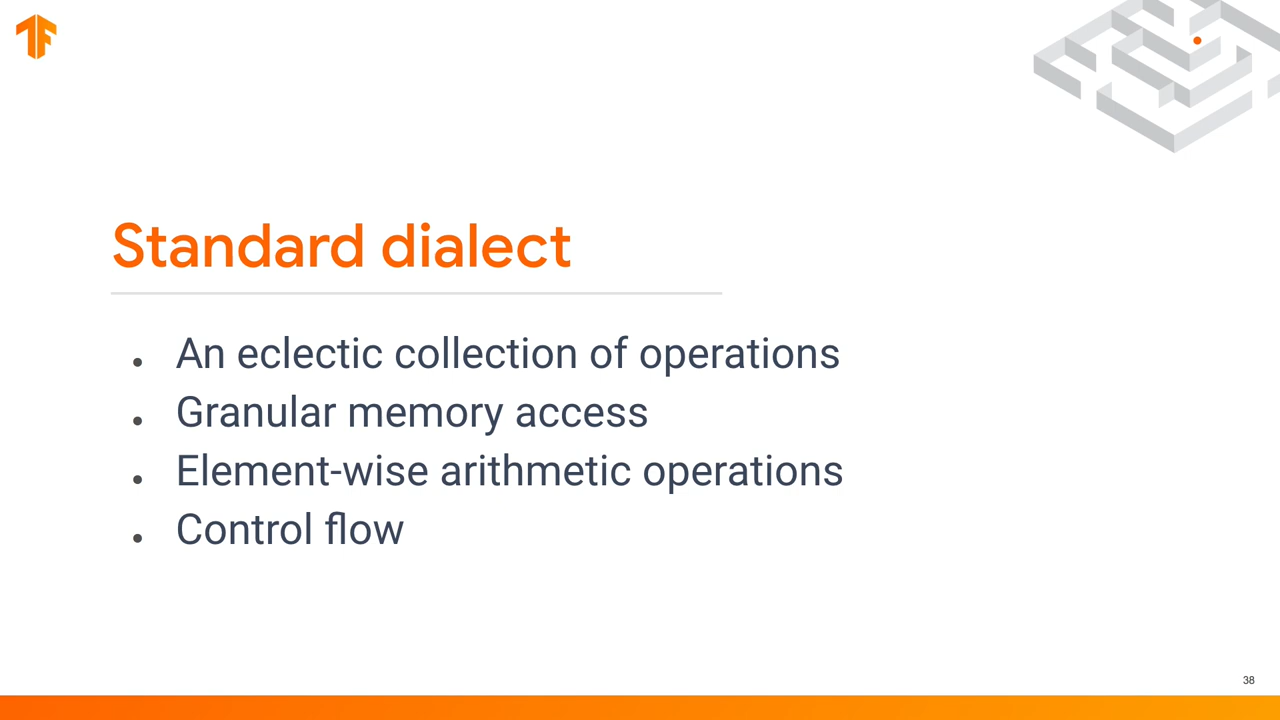 Standard dialect
• An eclectic collection of operations
• Granular memory access
• Element-wise arithmetic operations
• Control flow
38